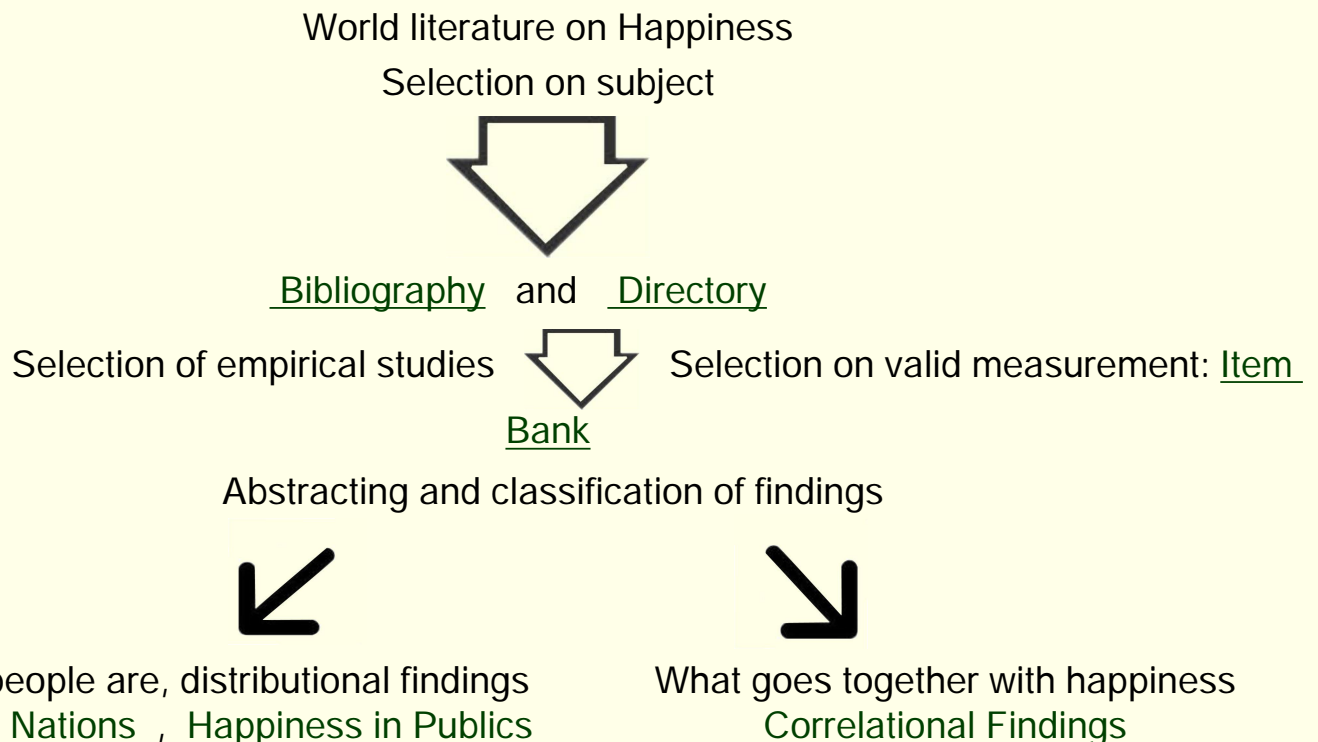 World literature on Happiness
Selection on subject
Bibliography and Directory
Selection of empirical studies Selection on valid measurement: Item
Bank
Abstracting and classification of findings
people are, distributional findings What goes together with happiness
Nations , Happiness in Publics Correlational Findings